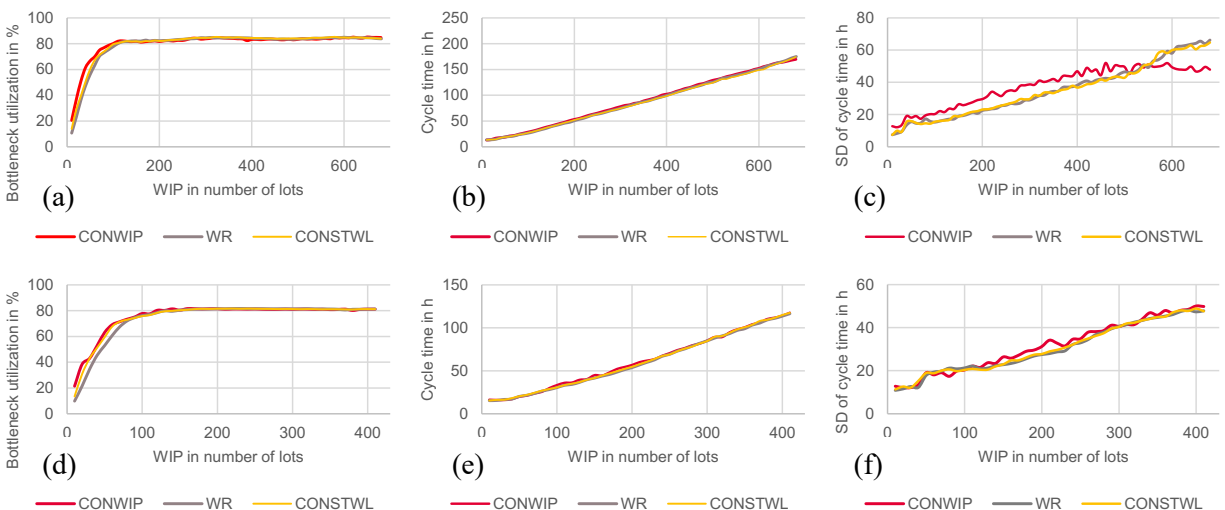 Bottleneck utilization in %
100
80
60
40
20
0
0 200 400 600
WIP in number of lots
(a)
CONWIP WR CONSTWL
Cycle time in h
250
200
150
100
50
0
0 200 400 600
WIP in number of lots
(b)
CONWIP WR CONSTWL
SD of cycle time in h
80
60
40
20
0
0 200 400 600
WIP in number of lots
(c)
CONWIP WR CONSTWL
Bottleneck utilization in %
100
80
60
40
20
0
0 100 200 300 400
WIP in number of lots
(d)
CONWIP WR CONSTWL
Cycle time in h
150
100
50
0
0 100 200 300 400
WIP in number of lots
(e)
CONWIP WR CONSTWL
SD of cycle time in h
60
40
20
0
0 100 200 300 400
WIP in number of lots
(f)
CONWIP WR CONSTWL